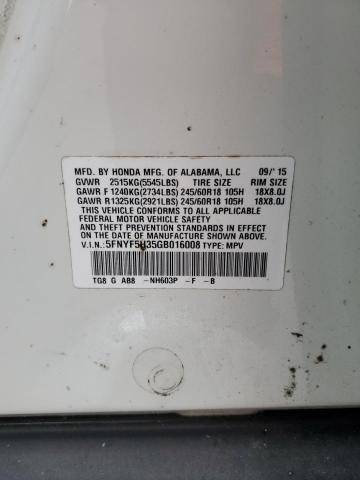 MFD. BY HONDA MFG. OF ALABAMA, LLC 09/'15
GVWR 2515KG(5545LBS) TIRE SIZE RIM SIZE
GAWR F 1240KG(2734LBS) 245/60R18 105H 18X8.0J
GAWR R1325KG(2921LBS) 245/60R18 105H 18X8.0J
THIS VEHICLE CONFORMS TO ALL APPLICABLE
FEDERAL MOTOR VEHICLE SAFETY AND
THEFT PREVENTION STANDARDS IN EFFECT ON
THE DATE OF MANUFACTURE SHOWN ABOVE.
V.I.N.: 5FNYF5H35GB016008 TYPE: MPV
TG8 G AB8 -NH603P -F -B